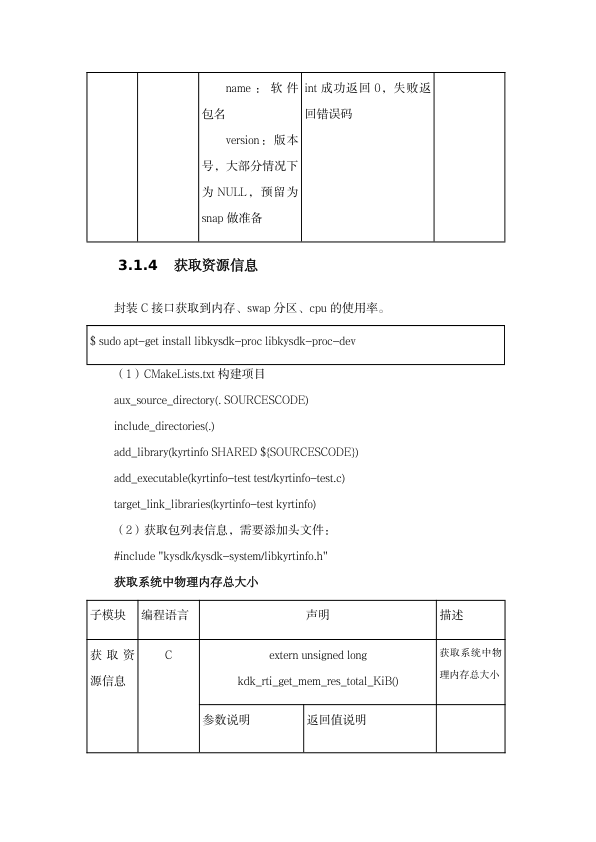 name：软件
包名
version：版本
号，大部分情况下
为 NULL，预留为
snap 做准备
int 成功返回 0，失败返
回错误码
3.1.4 获取资源信息
封装 C 接口获取到内存、swap 分区、cpu 的使用率。
$ sudo apt-get install libkysdk-proc libkysdk-proc-dev
（1）CMakeLists.txt 构建项目
aux_source_directory(. SOURCESCODE)
include_directories(.)
add_library(kyrtinfo SHARED ${SOURCESCODE})
add_executable(kyrtinfo-test test/kyrtinfo-test.c)
target_link_libraries(kyrtinfo-test kyrtinfo)
（2）获取包列表信息，需要添加头文件：
#include "kysdk/kysdk-system/libkyrtinfo.h"
获取系统中物理内存总大小
子模块 编程语言 声明 描述
获取资
源信息
C
extern unsigned long
kdk_rti_get_mem_res_total_KiB()
获取系统中物
理内存总大小
参数说明 返回值说明